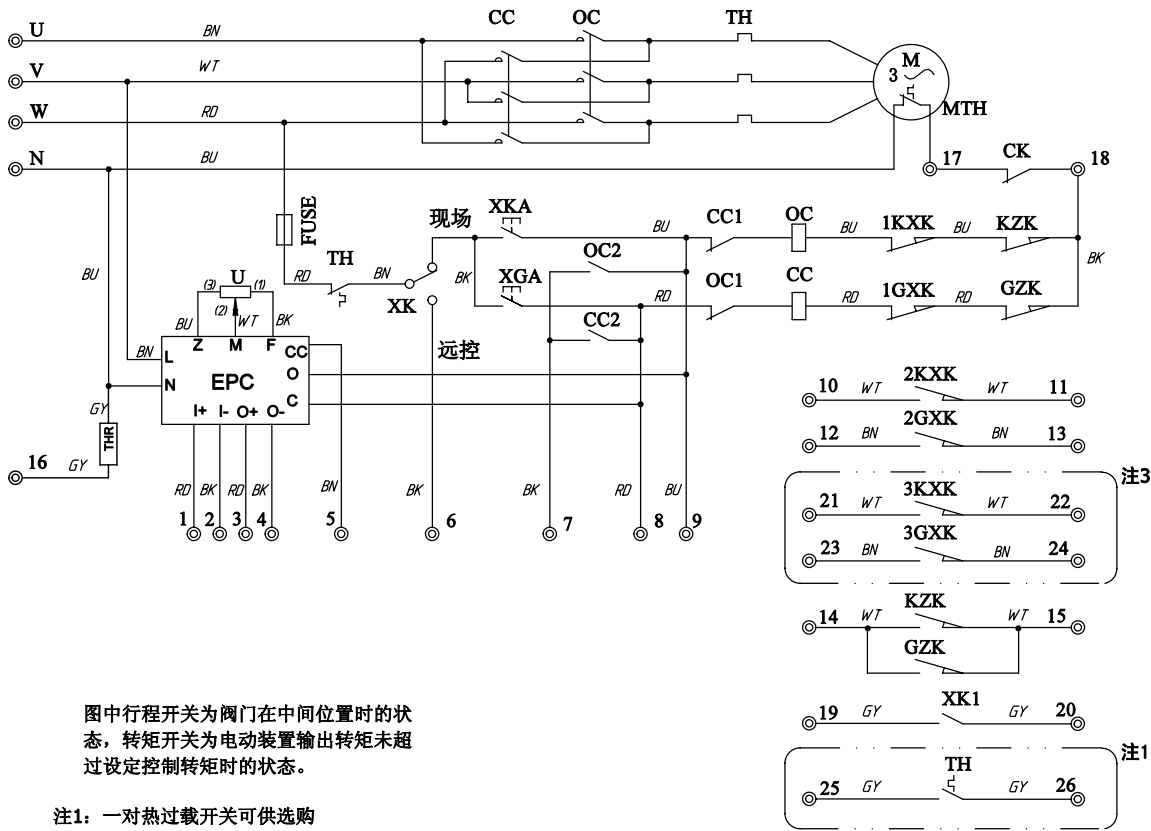 CC OC TH
U BN
V WT
W RD
N BU
M
3
MTH
17 CK 18
FUSE
现场 XKA
BU CC1 OC BU 1KXK BU KZK
BK
TH
RD BN
XK
BK OC2
XGA
RD OC1 CC RD 1GXK RD GZK
CC2
远控
BU
(3) U (1)
(2)
BU WT BK
Z M F
BN L CC
N EPC O
C
I+ I- O+ O-
GY
THR
16 GY
RD BK RD BK BN BK BK RD BU
1 2 3 4 5 6 7 8 9
10 WT 2KXK WT 11
12 BN 2GXK BN 13
注3
21 WT 3KXK WT 22
23 BN 3GXK BN 24
14 WT KZK WT 15
GZK
19 GY XK1 GY 20
注1
25 GY TH GY 26
图中行程开关为阀门在中间位置时的状
态，转矩开关为电动装置输出转矩未超
过设定控制转矩时的状态。
注1：一对热过载开关可供选购